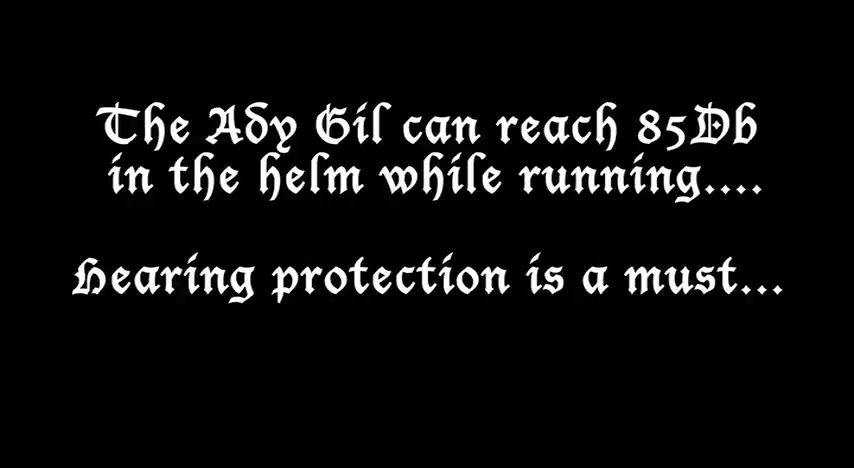 The Ady Gil can reach 85Db
in the helm while running....
Hearing protection is a must...